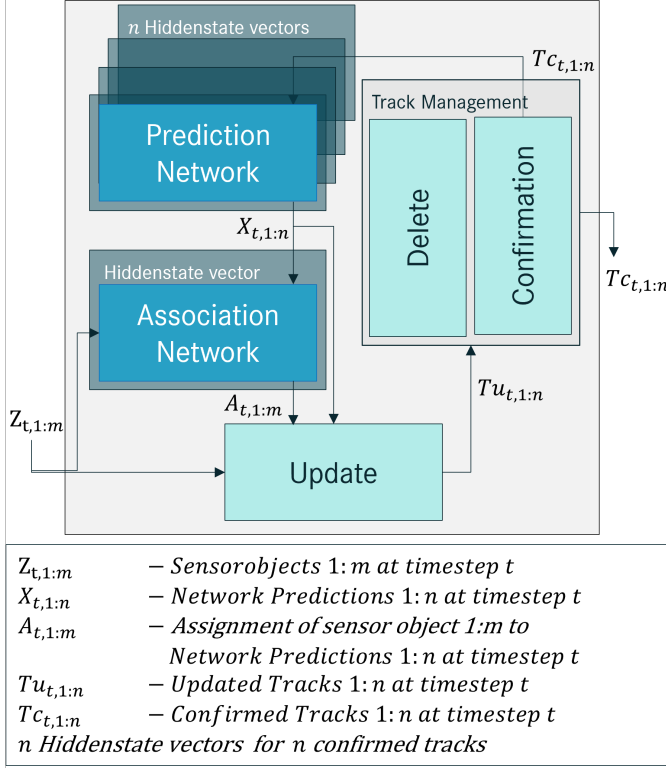 n Hiddenstate vectors
Tc_{t,1:n}
Track Management
Prediction
Network
Delete
Confirmation
X_{t,1:n}
Hiddenstate vector
Tc_{t,1:n}
Association
Network
A_{t,1:m}
Tu_{t,1:n}
Z_{t,1:m}
Update
Z_{t,1:m} – Sensorobjects 1: m at timestep t
X_{t,1:n} – Network Predictions 1: n at timestep t
A_{t,1:m} – Assignment of sensor object 1:m to
Network Predictions 1: n at timestep t
Tu_{t,1:n} – Updated Tracks 1: n at timestep t
Tc_{t,1:n} – Confirmed Tracks 1: n at timestep t
n Hiddenstate vectors for n confirmed tracks